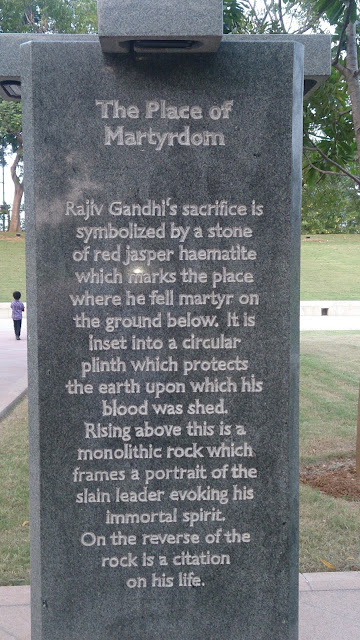 The Place of
Martyrdom
Rajiv Gandhi's sacrifice is
symbolized by a stone
of red jasper haematite
which marks the place
where he fell martyr on
the ground below. It is
inset into a circular
plinth which protects
the earth upon which his
blood was shed.
Rising above this is a
monolithic rock which
frames a portrait of the
slain leader evoking his
immortal spirit.
On the reverse of the
rock is a citation
on his life.